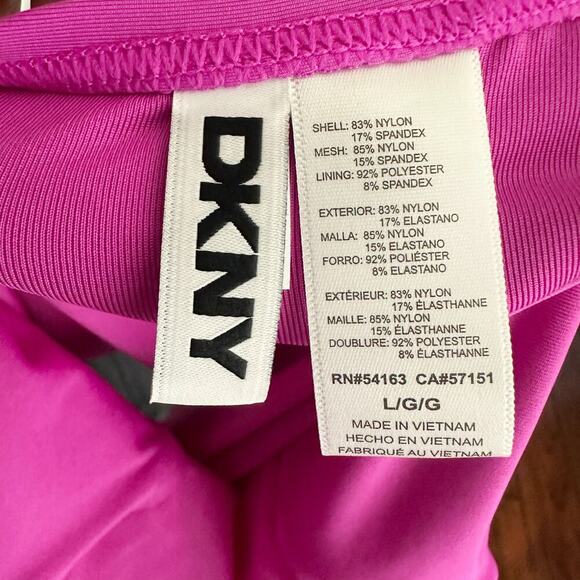 DKNY
SHELL: 83% NYLON
17% SPANDEX
MESH: 85% NYLON
15% SPANDEX
LINING: 92% POLYESTER
8% SPANDEX
EXTERIOR: 83% NYLON
17% ELASTANO
MALLA: 85% NYLON
15% ELASTANO
FORRO: 92% POLIÉSTER
8% ELASTANO
EXTÉRIEUR: 83% NYLON
17% ÉLASTHANNE
MAILLE: 85% NYLON
15% ÉLASTHANNE
DOUBLURE: 92% POLYESTER
8% ÉLASTHANNE
RN#54163 CA#57151
L/G/G
MADE IN VIETNAM
HECHO EN VIETNAM
FABRIQUÉ AU VIETNAM